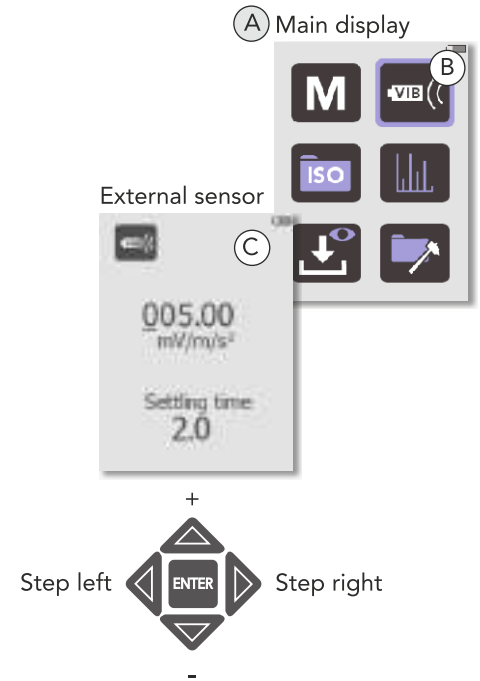 A Main display
M
VIB
B
ISO
External sensor
C
005.00
mV/m/s²
Settling time
2.0
+
Step left
ENTER
Step right
-